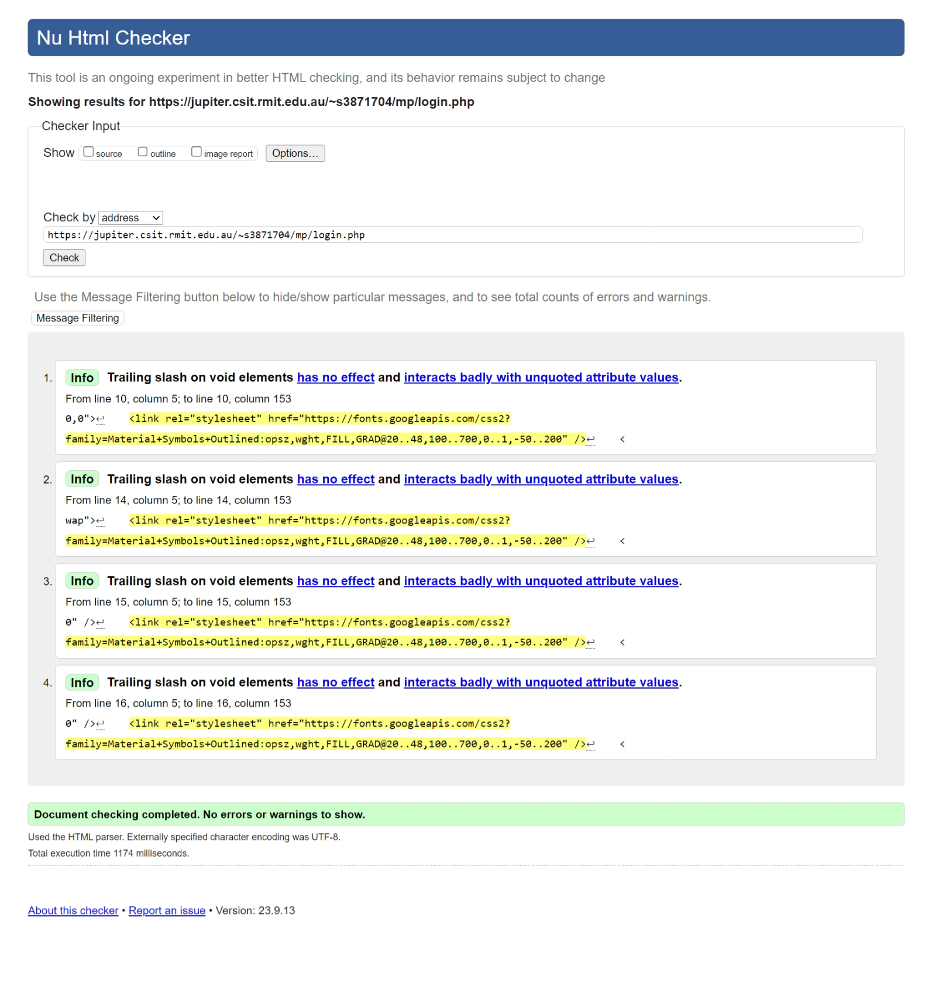 Nu Html Checker
This tool is an ongoing experiment in better HTML checking, and its behavior remains subject to change
Showing results for https://jupiter.csit.rmit.edu.au/~s3871704/mp/login.php
Checker Input
Show source outline image report Options...
Check by address
https://jupiter.csit.rmit.edu.au/~s3871704/mp/login.php
Check
Use the Message Filtering button below to hide/show particular messages, and to see total counts of errors and warnings.
Message Filtering
1. Info Trailing slash on void elements has no effect and interacts badly with unquoted attribute values.
From line 10, column 5; to line 10, column 153
0,0">↩ <link rel="stylesheet" href="https://fonts.googleapis.com/css2?
family=Material+Symbols+Outlined:opsz,wght,FILL,GRAD@20..48,100..700,0..1,-50..200" />↩ <
2. Info Trailing slash on void elements has no effect and interacts badly with unquoted attribute values.
From line 14, column 5; to line 14, column 153
wap">↩ <link rel="stylesheet" href="https://fonts.googleapis.com/css2?
family=Material+Symbols+Outlined:opsz,wght,FILL,GRAD@20..48,100..700,0..1,-50..200" />↩ <
3. Info Trailing slash on void elements has no effect and interacts badly with unquoted attribute values.
From line 15, column 5; to line 15, column 153
0" />↩ <link rel="stylesheet" href="https://fonts.googleapis.com/css2?
family=Material+Symbols+Outlined:opsz,wght,FILL,GRAD@20..48,100..700,0..1,-50..200" />↩ <
4. Info Trailing slash on void elements has no effect and interacts badly with unquoted attribute values.
From line 16, column 5; to line 16, column 153
0" />↩ <link rel="stylesheet" href="https://fonts.googleapis.com/css2?
family=Material+Symbols+Outlined:opsz,wght,FILL,GRAD@20..48,100..700,0..1,-50..200" />↩ <
Document checking completed. No errors or warnings to show.
Used the HTML parser. Externally specified character encoding was UTF-8.
Total execution time 1174 milliseconds.
About this checker • Report an issue • Version: 23.9.13